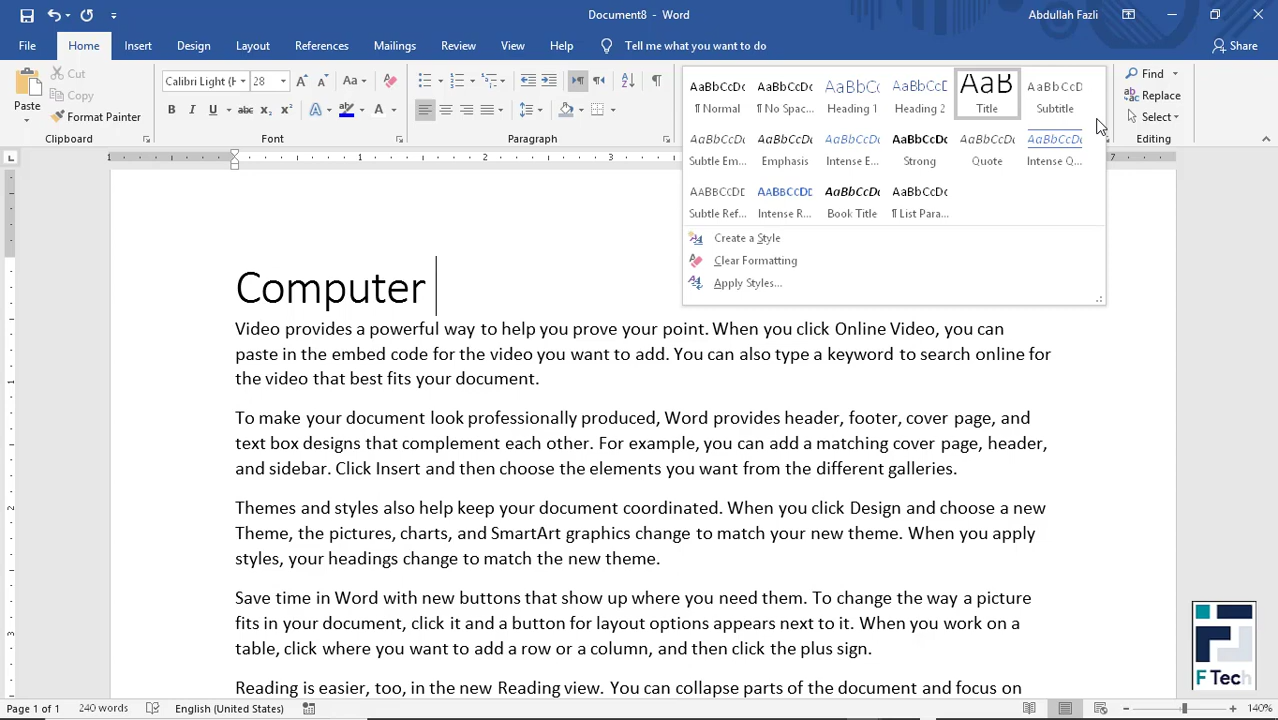 Document8 - Word
Abdullah Fazli
File Home Insert Design Layout References Mailings Review View Help Tell me what you want to do Share
Paste
Cut
Copy
Format Painter
Clipboard
Calibri Light (H 28 Aa
B I U abc X₂ X² A A
Font
Paragraph
AaBbCcDc AaBbCcDc AaBbCc AaBbCcD AaB AaBbCcD
¶ Normal ¶ No Spac... Heading 1 Heading 2 Title Subtitle
AaBbCcDc AaBbCcDc AaBbCcDc AaBbCcDc AaBbCcDc AaBbCcDc
Subtle Em... Emphasis Intense E... Strong Quote Intense Q...
AABBCCDD AABBCCDD AaBbCcDc AaBbCcDc
Subtle Ref... Intense R... Book Title ¶ List Para...
Create a Style
Clear Formatting
Apply Styles...
Find
Replace
Select
Editing
1 1 2 3 7
Computer
Video provides a powerful way to help you prove your point. When you click Online Video, you can
paste in the embed code for the video you want to add. You can also type a keyword to search online for
the video that best fits your document.
To make your document look professionally produced, Word provides header, footer, cover page, and
text box designs that complement each other. For example, you can add a matching cover page, header,
and sidebar. Click Insert and then choose the elements you want from the different galleries.
Themes and styles also help keep your document coordinated. When you click Design and choose a new
Theme, the pictures, charts, and SmartArt graphics change to match your new theme. When you apply
styles, your headings change to match the new theme.
Save time in Word with new buttons that show up where you need them. To change the way a picture
fits in your document, click it and a button for layout options appears next to it. When you work on a
table, click where you want to add a row or a column, and then click the plus sign.
Reading is easier, too, in the new Reading view. You can collapse parts of the document and focus on
F Tech
Page 1 of 1 240 words English (United States) 140%